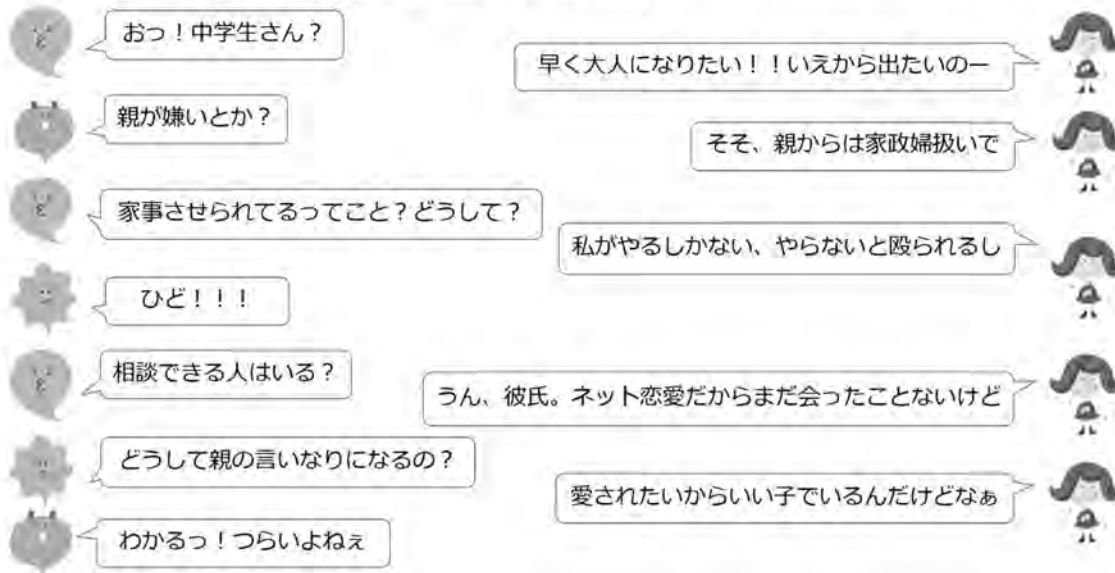 おっ！中学生さん？
早く大人になりたい！！いえから出たいのー
親が嫌いとか？
そそ、親からは家政婦扱いで
家事させられてるってこと？どうして？
私がやるしかない、やらないと殴られるし
ひど！！！
相談できる人はいる？
うん、彼氏。ネット恋愛だからまだ会ったことないけど
どうして親の言いなりになるの？
愛されたいからいい子でいるんだけどなぁ
わかるっ！つらいよねぇ